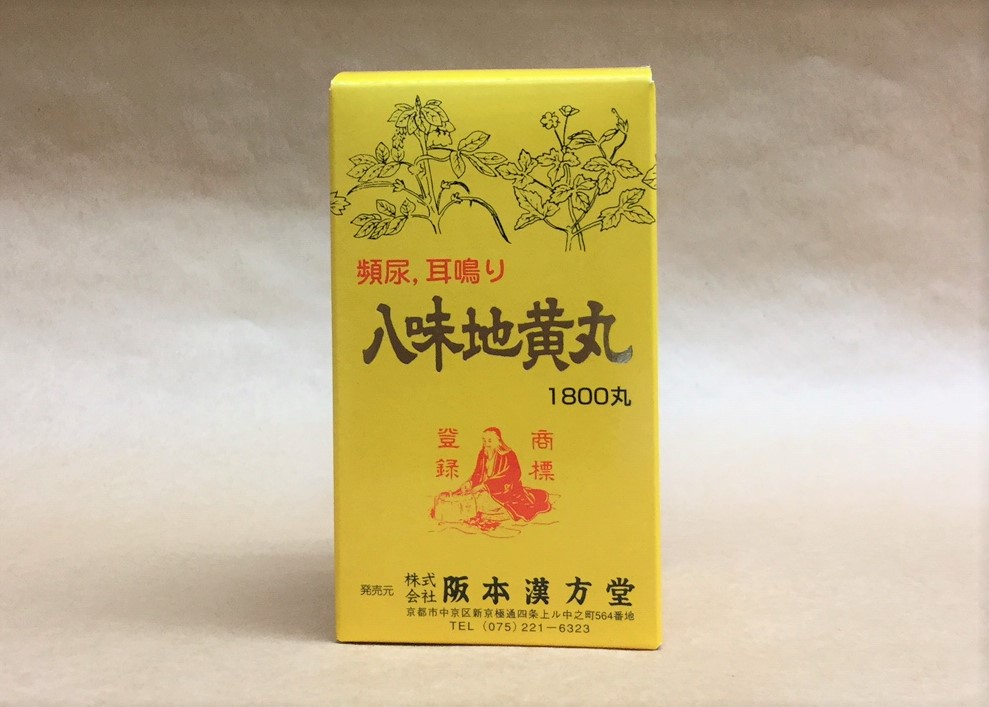 頻尿,耳鳴り
八味地黄丸
1800丸
登録
商標
発売元 株式会社 阪本漢方堂
京都市中京区新京極通四条上ル中之町564番地
TEL (075)221-6323